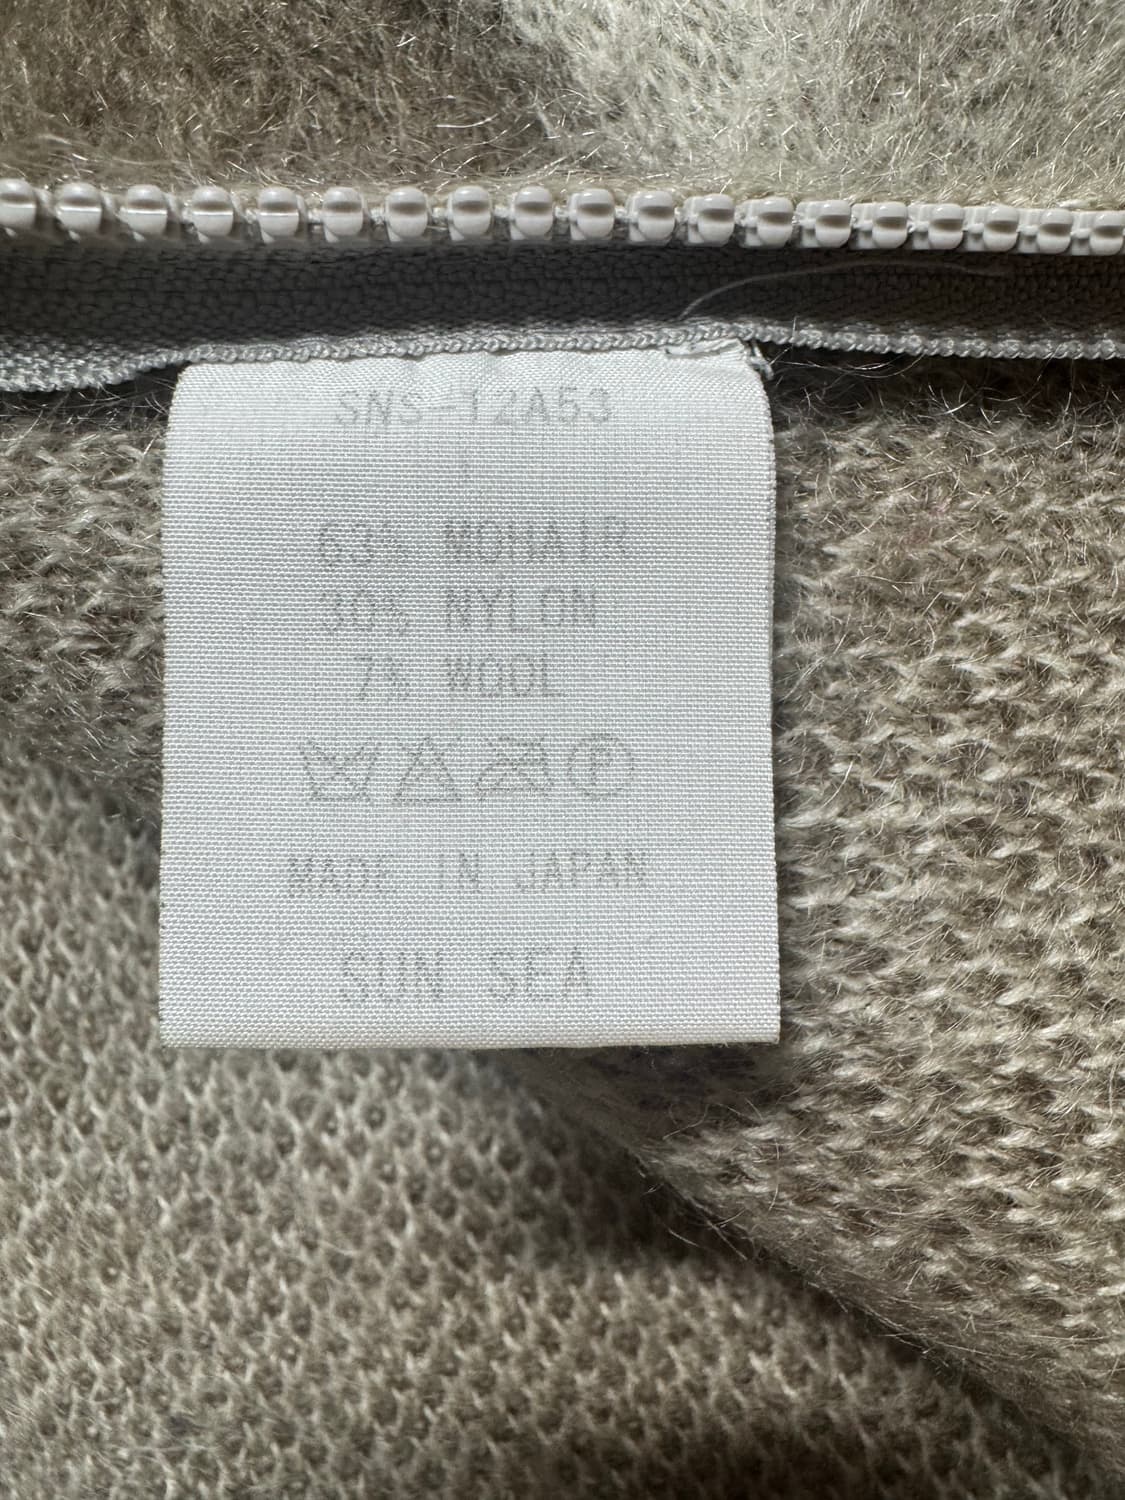 SNS-12A53
63% MOHAIR
30% NYLON
7% WOOL
P
MADE IN JAPAN
SUN SEA